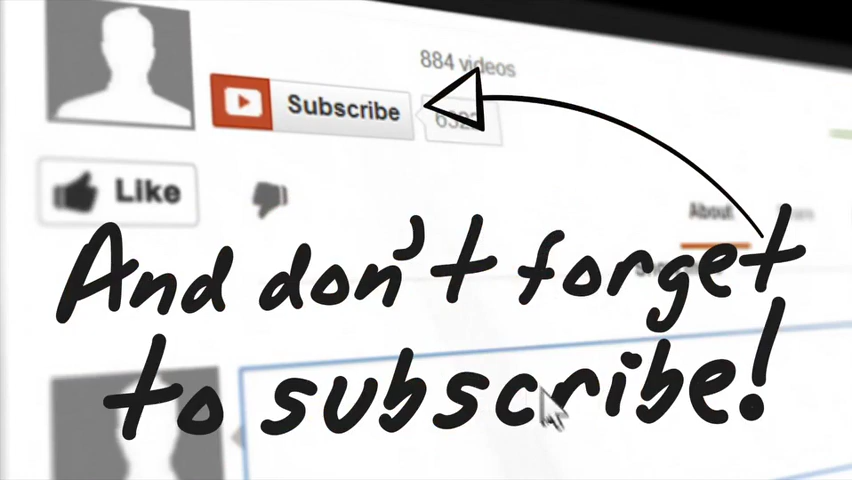 884 videos
Subscribe
Like
About
And don't forget
to subscribe!